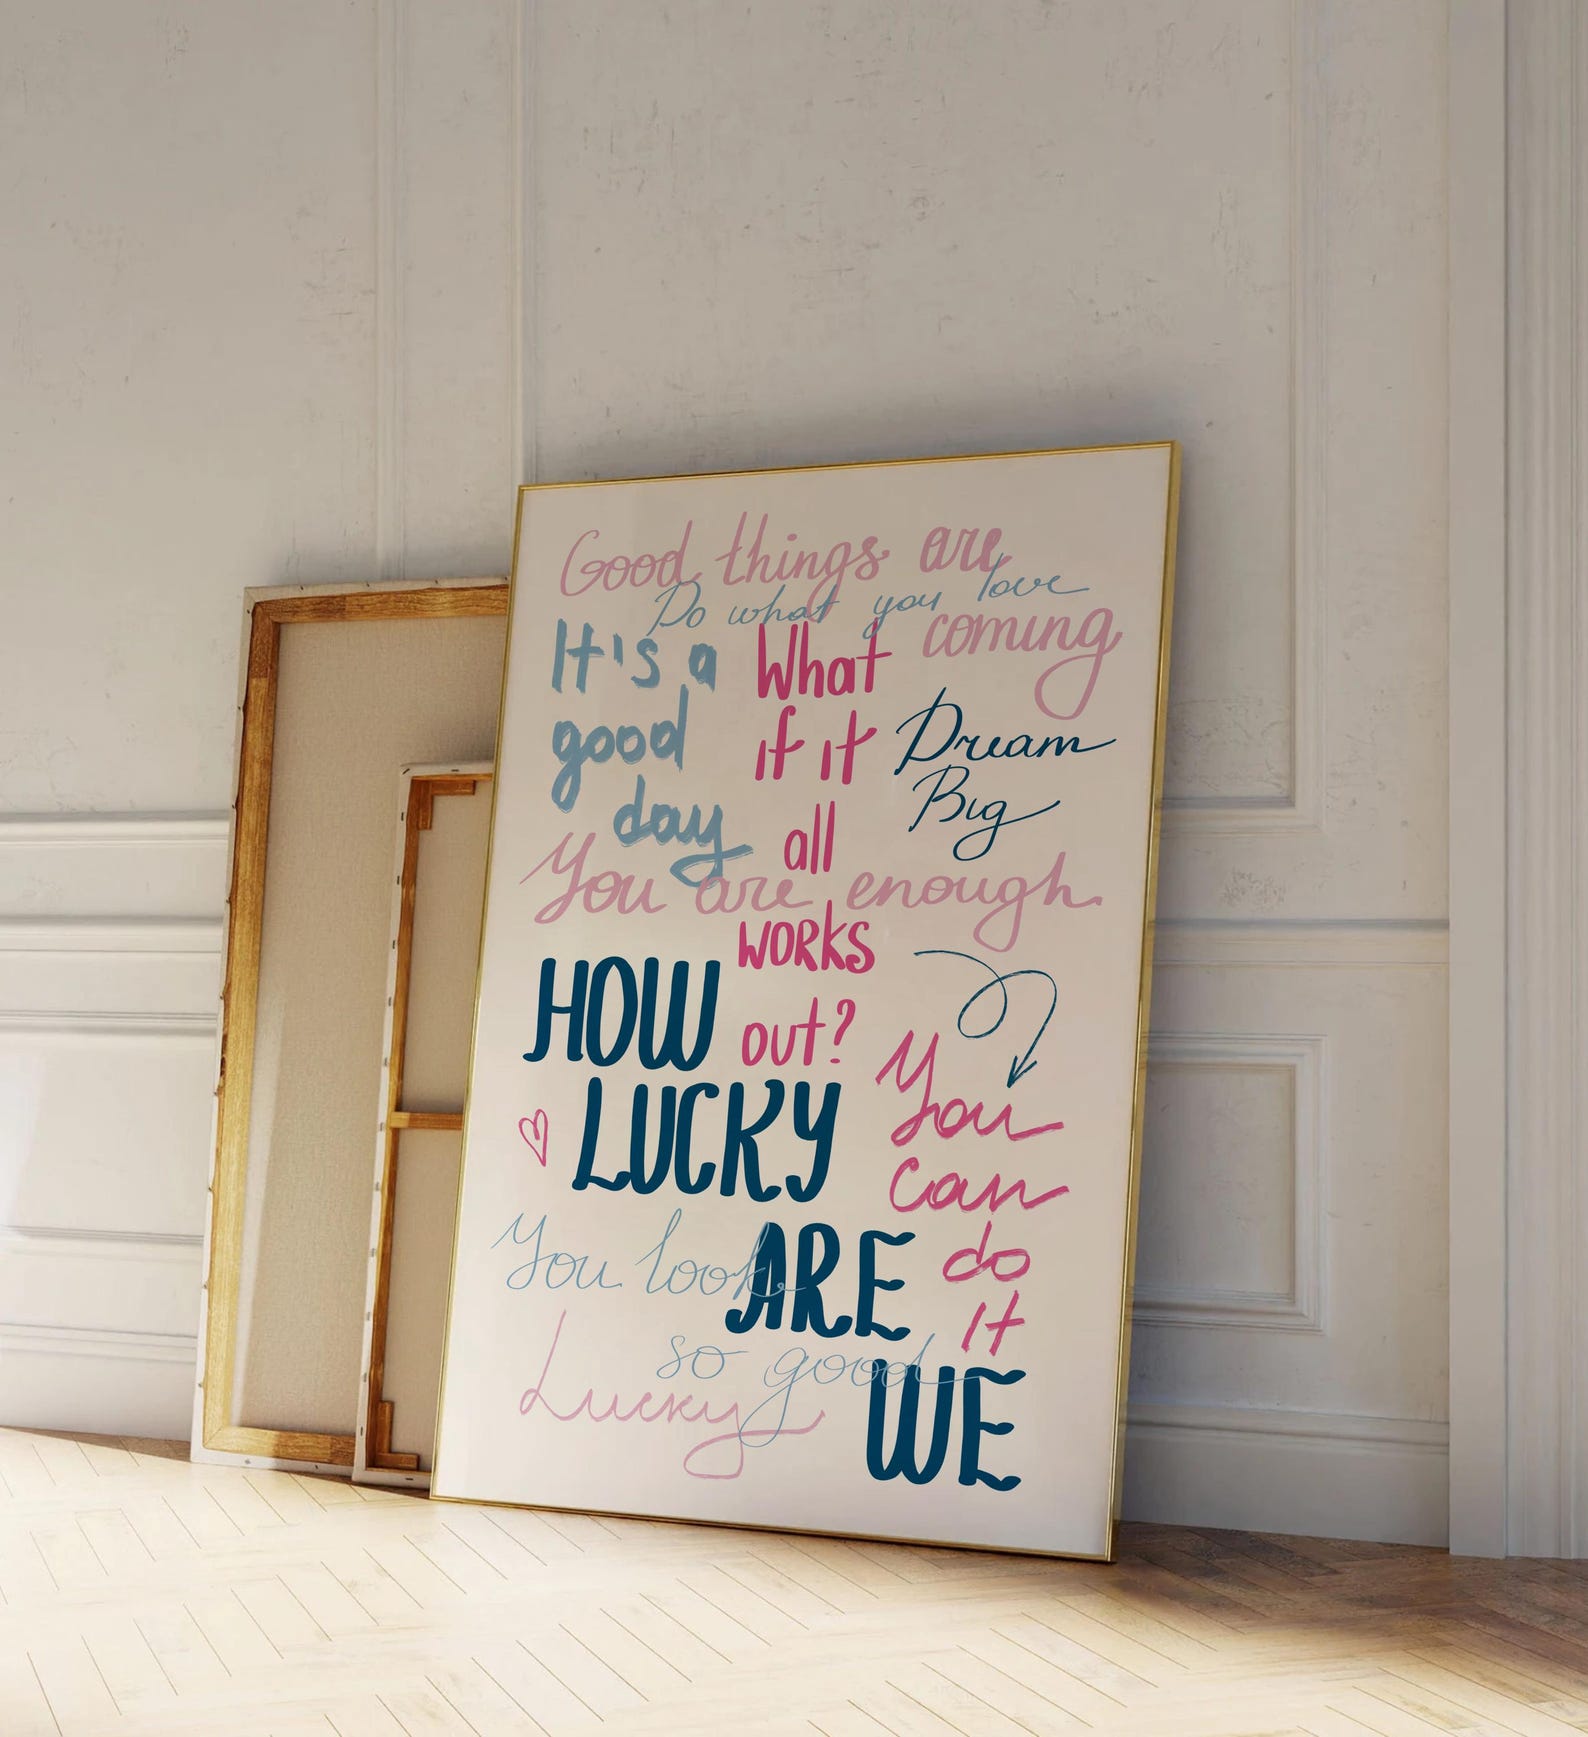 Good things are
coming
Do what you love
It's a
good
day
What
if it
all
works
out?
Dream
Big
You are enough.
HOW
LUCKY
ARE
WE
You
can
do
it
You look
so good
Lucky